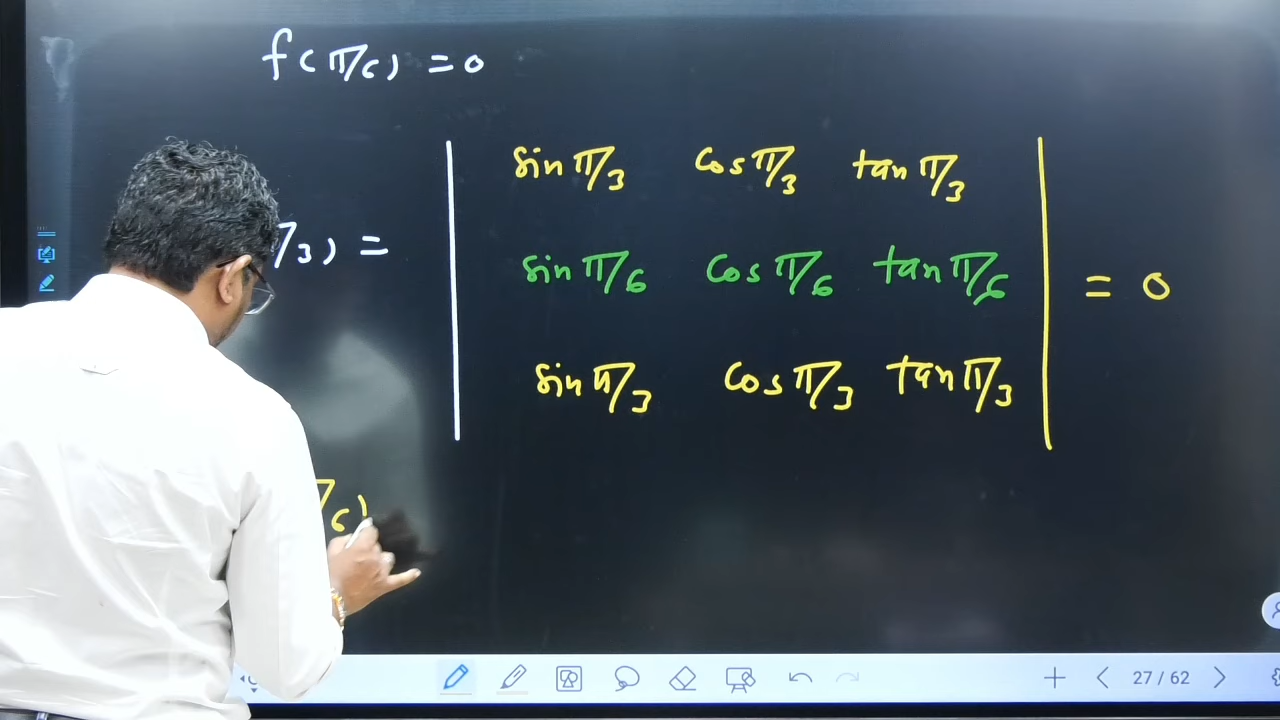 f(π/6) = 0
sin π/3 cos π/3 tan π/3
/3) =
sin π/6 cos π/6 tan π/6
= 0
sin π/3 cos π/3 tan π/3
/6)
27 / 62